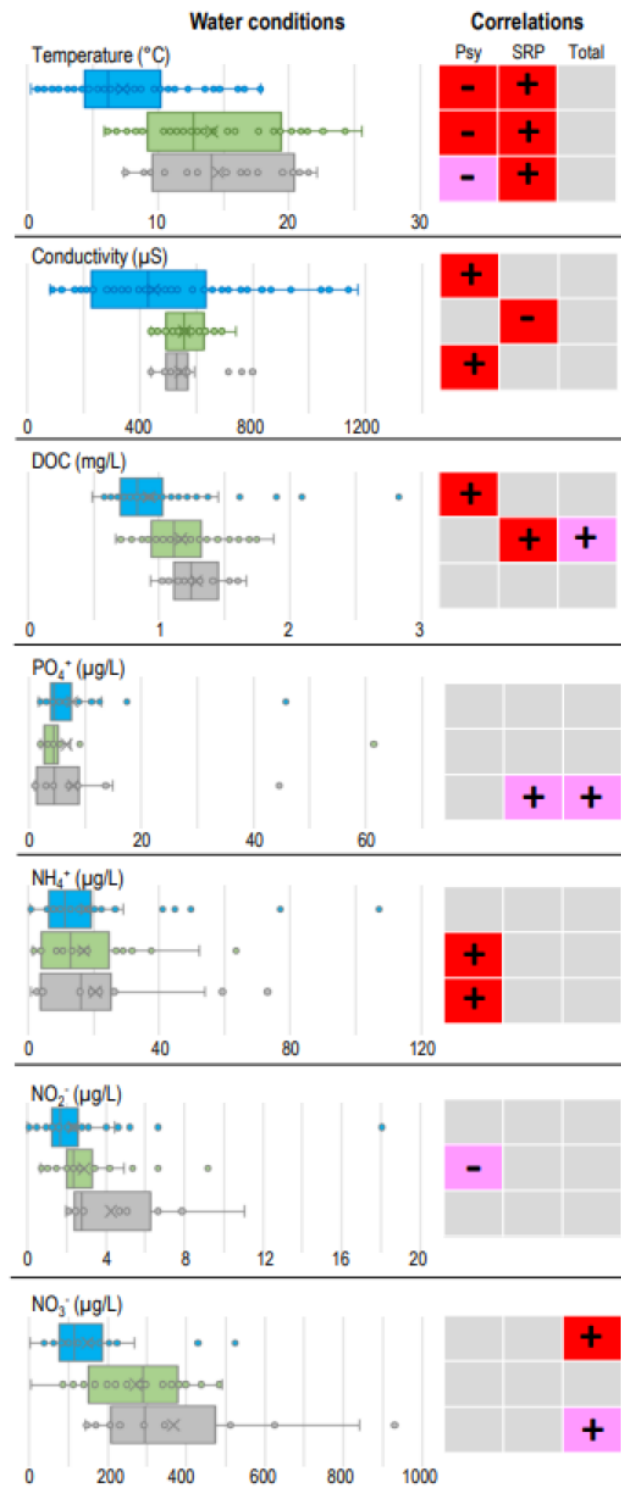 Water conditions Correlations
Temperature (°C) Psy SRP Total
- +
- +
- +
0 10 20 30
Conductivity (µS)
+
-
+
400 800 1200
DOC (mg/L)
+
+ +
0 1 2 3
PO₄⁺ (µg/L)
+ +
0 20 40 60
NH₄⁺ (µg/L)
+
+
0 40 80 120
NO₂⁻ (µg/L)
-
0 4 8 12 16 20
NO₃⁻ (µg/L)
+
+
0 200 400 600 800 1000